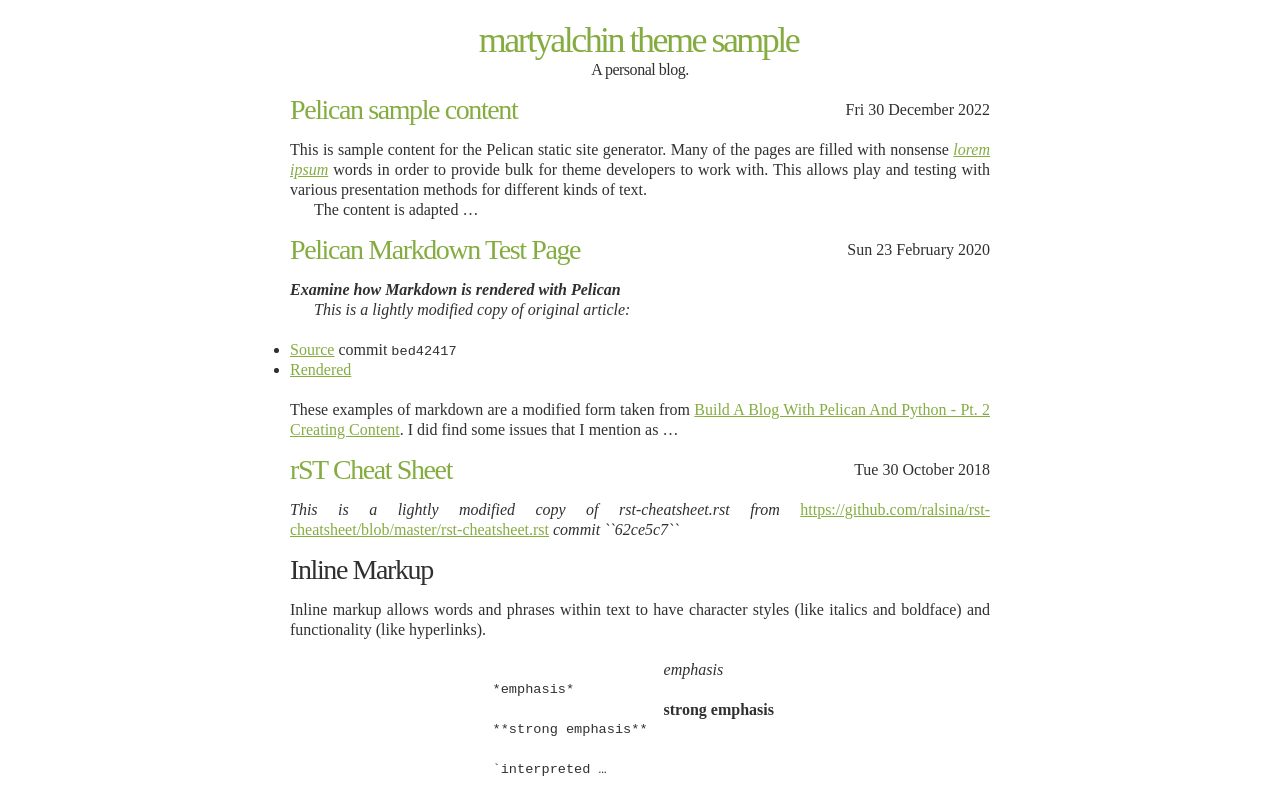 martyalchin theme sample
A personal blog.
Pelican sample content
Fri 30 December 2022
This is sample content for the Pelican static site generator. Many of the pages are filled with nonsense lorem
ipsum words in order to provide bulk for theme developers to work with. This allows play and testing with
various presentation methods for different kinds of text.
The content is adapted …
Pelican Markdown Test Page
Sun 23 February 2020
Examine how Markdown is rendered with Pelican
This is a lightly modified copy of original article:
Source commit bed42417
Rendered
These examples of markdown are a modified form taken from Build A Blog With Pelican And Python - Pt. 2
Creating Content. I did find some issues that I mention as …
rST Cheat Sheet
Tue 30 October 2018
This is a lightly modified copy of rst-cheatsheet.rst from https://github.com/ralsina/rst-
cheatsheet/blob/master/rst-cheatsheet.rst commit ``62ce5c7``
Inline Markup
Inline markup allows words and phrases within text to have character styles (like italics and boldface) and
functionality (like hyperlinks).
emphasis
*emphasis*
strong emphasis
**strong emphasis**
`interpreted …